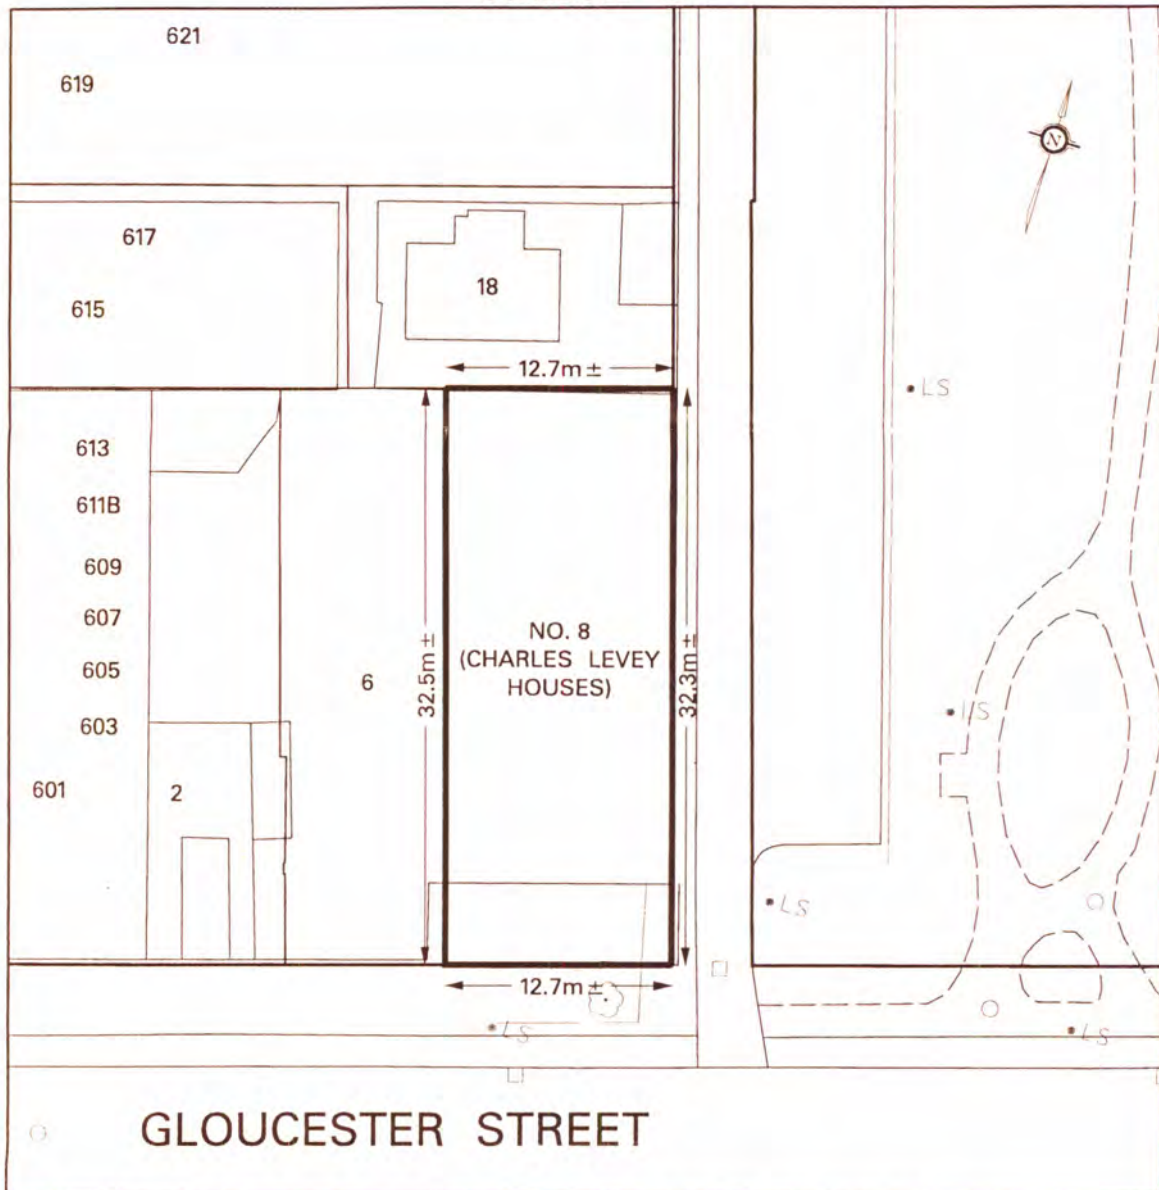 621
619
617
615
18
12.7m ±
LS
613
611B
609
607
605
603
601
2
6
32.5m ±
NO. 8
(CHARLES LEVEY
HOUSES)
32.3m ±
LS
LS
12.7m ±
LS
LS
GLOUCESTER STREET
N